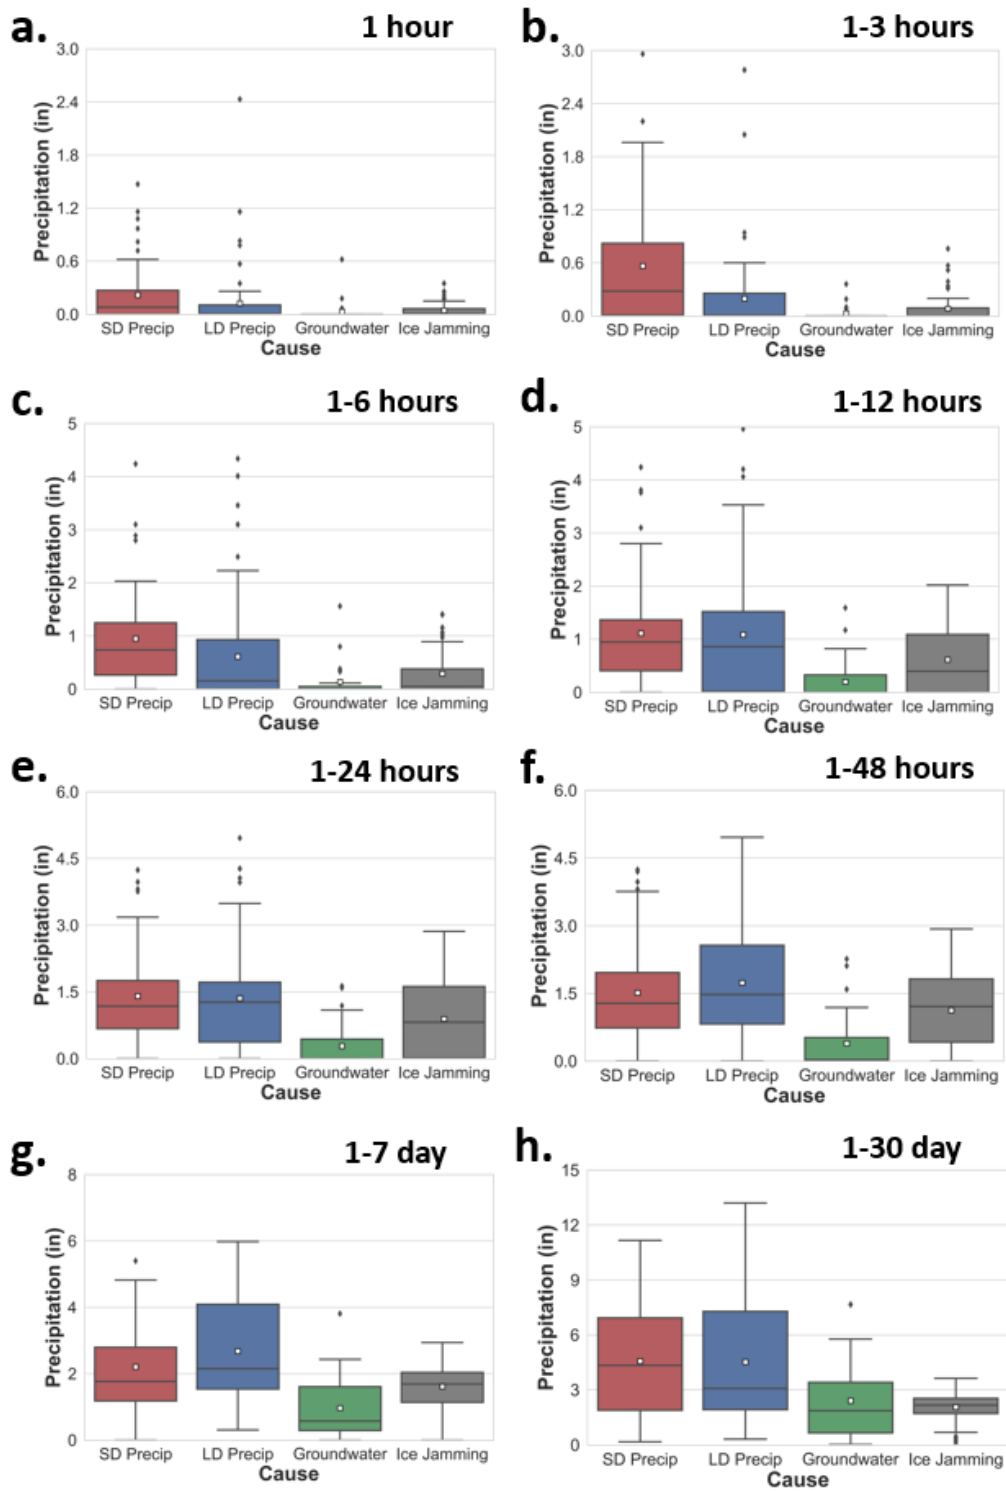 a. 1 hour
Precipitation (in)
3.0
2.4
1.8
1.2
0.6
0.0
SD Precip LD Precip Groundwater Ice Jamming
Cause
b. 1-3 hours
Precipitation (in)
3.0
2.4
1.8
1.2
0.6
0.0
SD Precip LD Precip Groundwater Ice Jamming
Cause
c. 1-6 hours
Precipitation (in)
5
4
3
2
1
0
SD Precip LD Precip Groundwater Ice Jamming
Cause
d. 1-12 hours
Precipitation (in)
5
4
3
2
1
0
SD Precip LD Precip Groundwater Ice Jamming
Cause
e. 1-24 hours
Precipitation (in)
6.0
4.5
3.0
1.5
0.0
SD Precip LD Precip Groundwater Ice Jamming
Cause
f. 1-48 hours
Precipitation (in)
6.0
4.5
3.0
1.5
0.0
SD Precip LD Precip Groundwater Ice Jamming
Cause
g. 1-7 day
Precipitation (in)
8
6
4
2
0
SD Precip LD Precip Groundwater Ice Jamming
Cause
h. 1-30 day
Precipitation (in)
15
12
9
6
3
0
SD Precip LD Precip Groundwater Ice Jamming
Cause